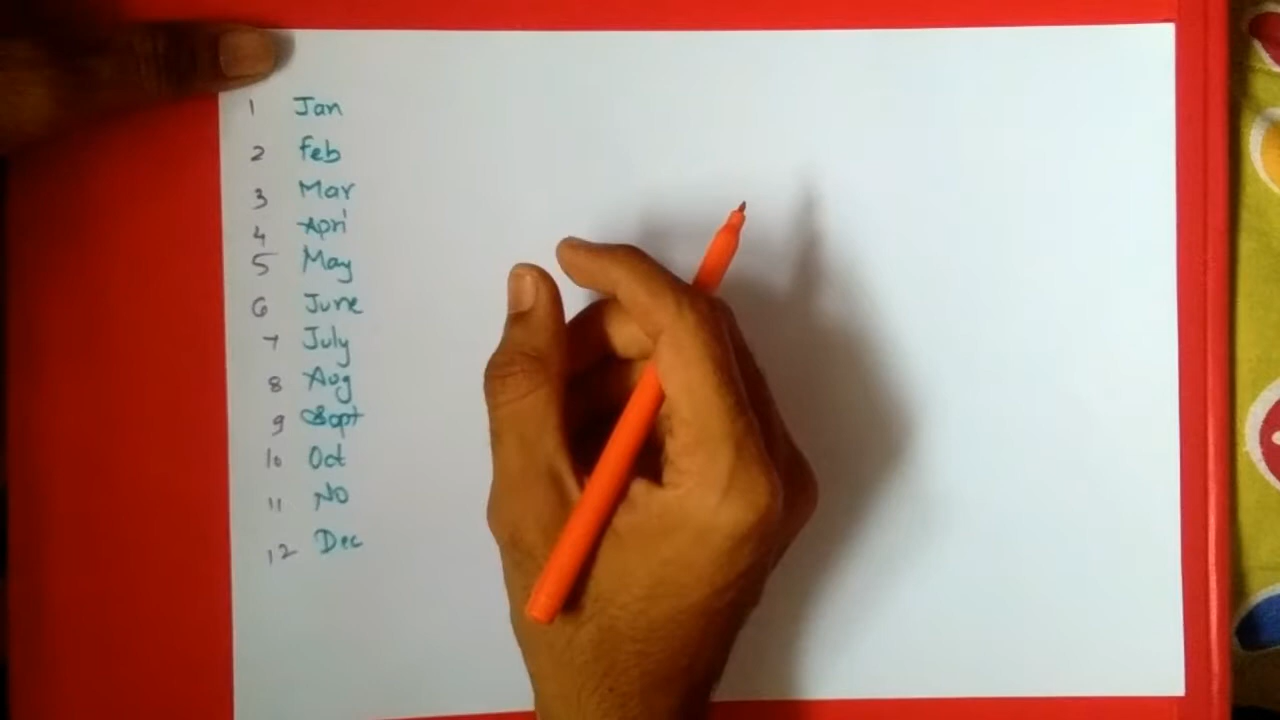 1 Jan
2 feb
3 Mar
4 Apri
5 May
6 June
7 July
8 Aug
9 Sept
10 Oct
11 No
12 Dec